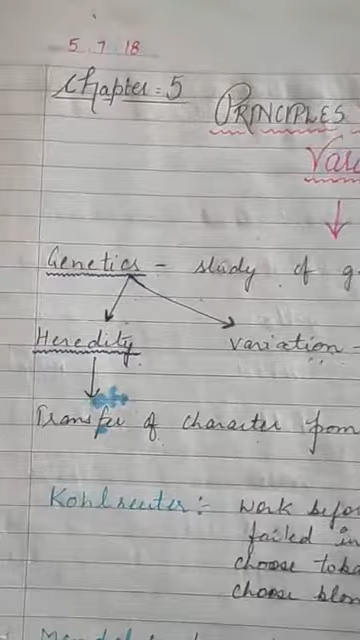 5 7 18
Chapter = 5
PRINCIPLES
Genetics - study of g
Heredity
variation -
Transfer of character from
Kohlreuter :- work befo
failed in
choose toba
choose